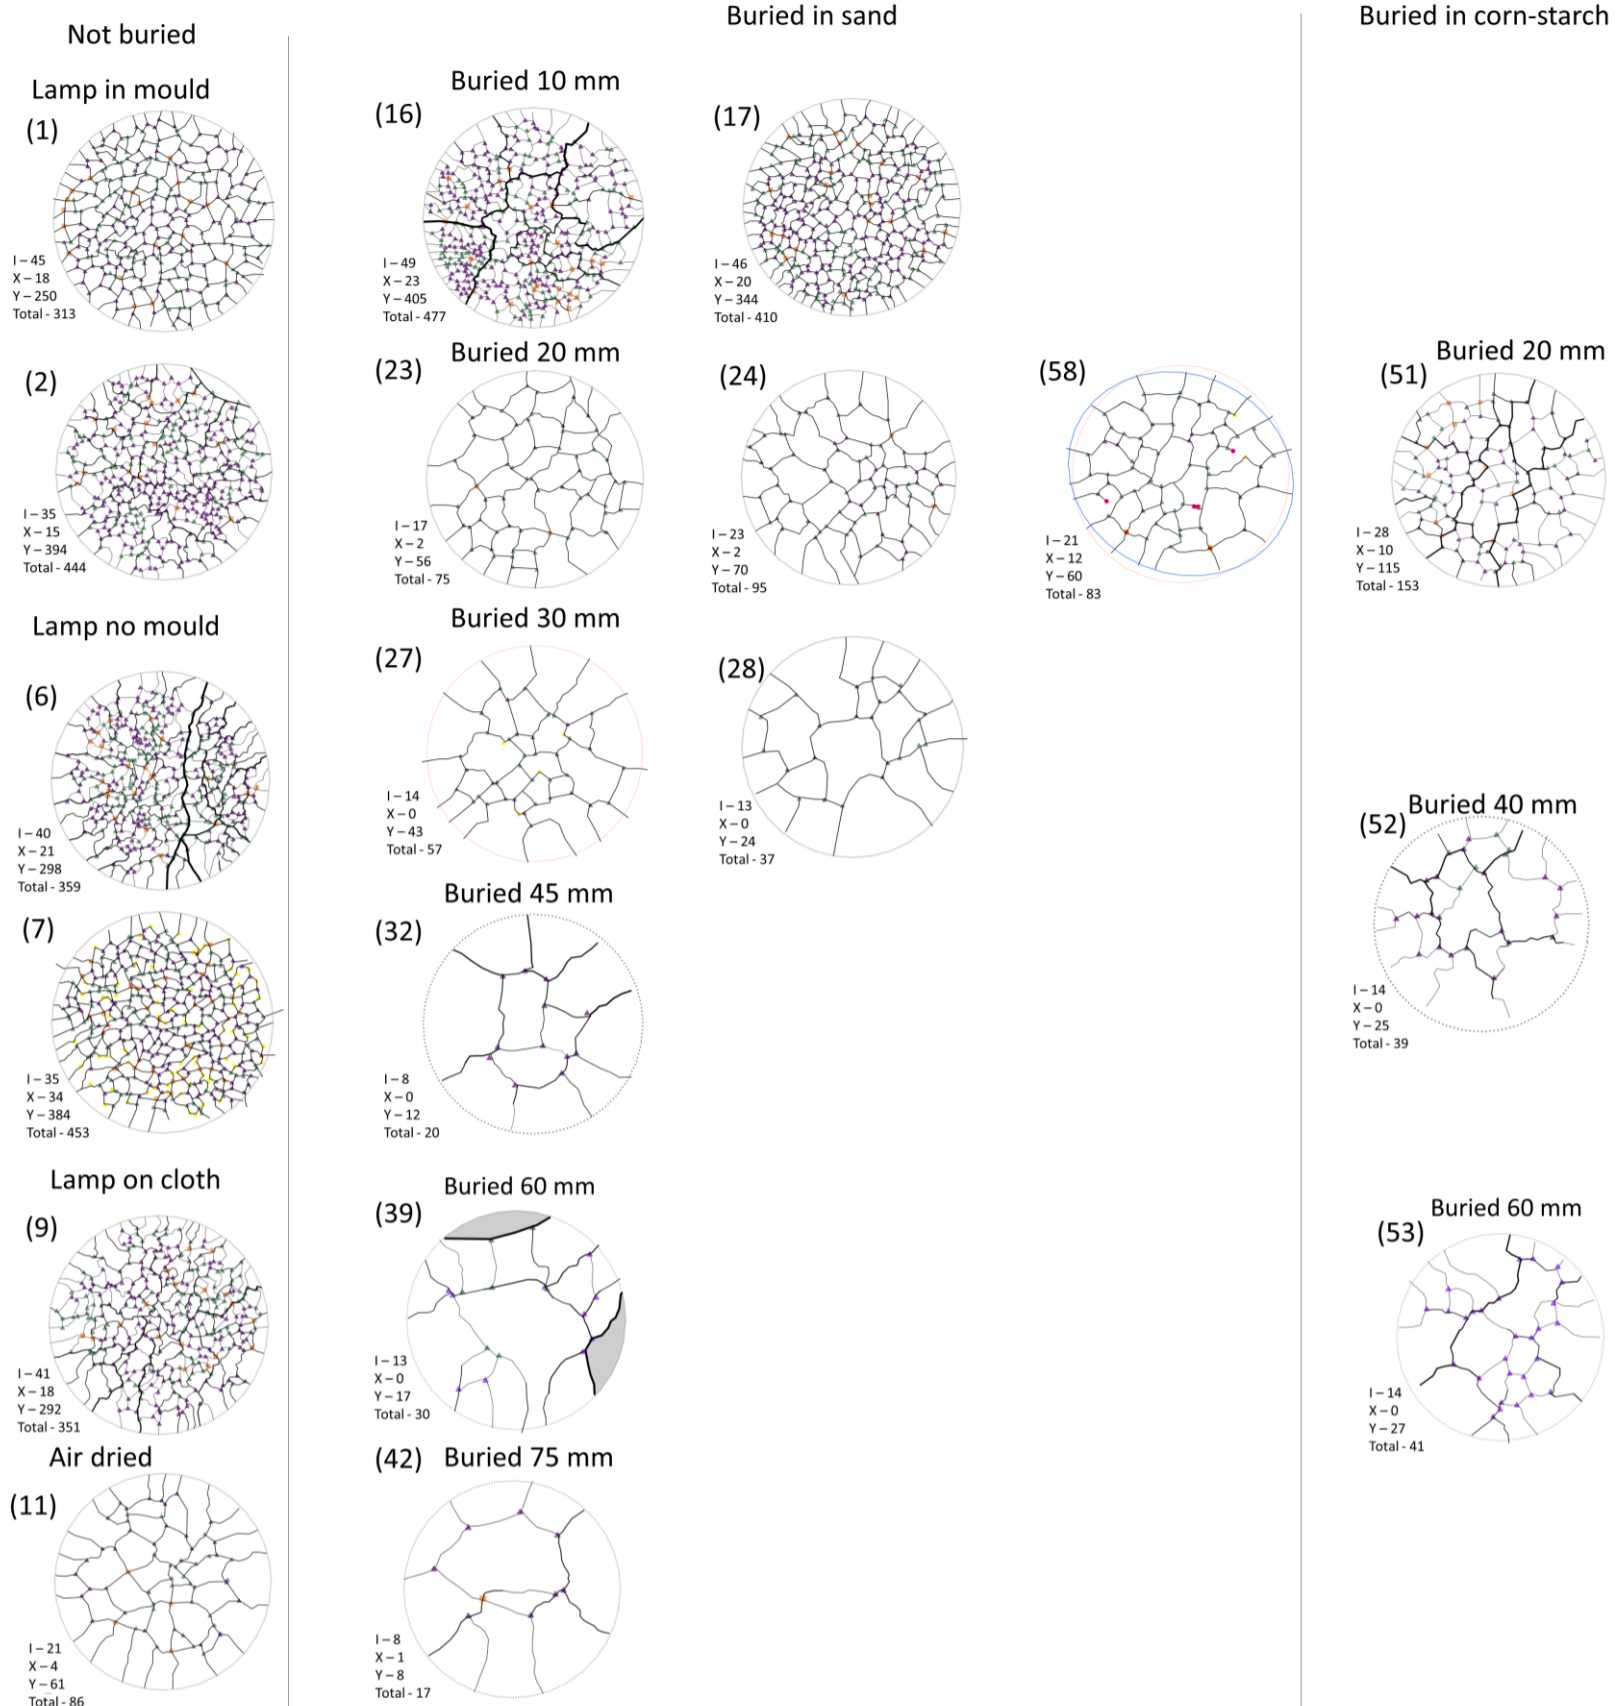 Not buried
Buried in sand
Buried in corn-starch
Lamp in mould
(1)
I – 45
X – 18
Y – 250
Total - 313
(2)
I – 35
X – 15
Y – 394
Total - 444
Lamp no mould
(6)
I – 40
X – 21
Y – 298
Total - 359
(7)
I – 35
X – 34
Y – 384
Total - 453
Lamp on cloth
(9)
I – 41
X – 18
Y – 292
Total - 351
Air dried
(11)
I – 21
X – 4
Y – 61
Total - 86
Buried 10 mm
(16)
I – 49
X – 23
Y – 405
Total - 477
(17)
I – 46
X – 20
Y – 344
Total - 410
Buried 20 mm
(23)
I – 17
X – 2
Y – 56
Total - 75
(24)
I – 23
X – 2
Y – 70
Total - 95
(58)
I – 21
X – 12
Y – 60
Total - 83
Buried 30 mm
(27)
I – 14
X – 0
Y – 43
Total - 57
(28)
I – 13
X – 0
Y – 24
Total - 37
Buried 45 mm
(32)
I – 8
X – 0
Y – 12
Total - 20
Buried 60 mm
(39)
I – 13
X – 0
Y – 17
Total - 30
(42)
Buried 75 mm
I – 8
X – 1
Y – 8
Total - 17
Buried 20 mm
(51)
I – 28
X – 10
Y – 115
Total - 153
Buried 40 mm
(52)
I – 14
X – 0
Y – 25
Total - 39
Buried 60 mm
(53)
I – 14
X – 0
Y – 27
Total - 41